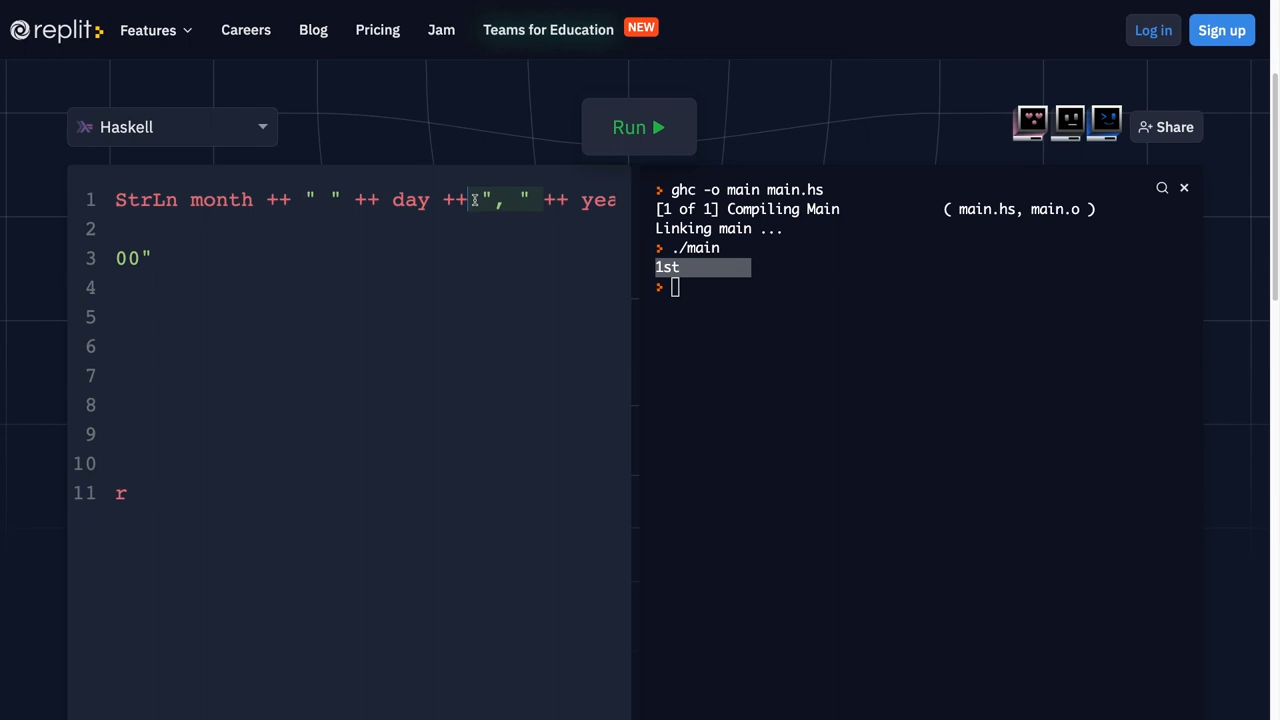 replit
Features
Careers
Blog
Pricing
Jam
Teams for Education
NEW
Log in
Sign up
Haskell
Run
Share
1 StrLn month ++ " " ++ day ++ ", " ++ yea
2
3 00"
4
5
6
7
8
9
10
11 r
ghc -o main main.hs
[1 of 1] Compiling Main ( main.hs, main.o )
Linking main ...
./main
1st